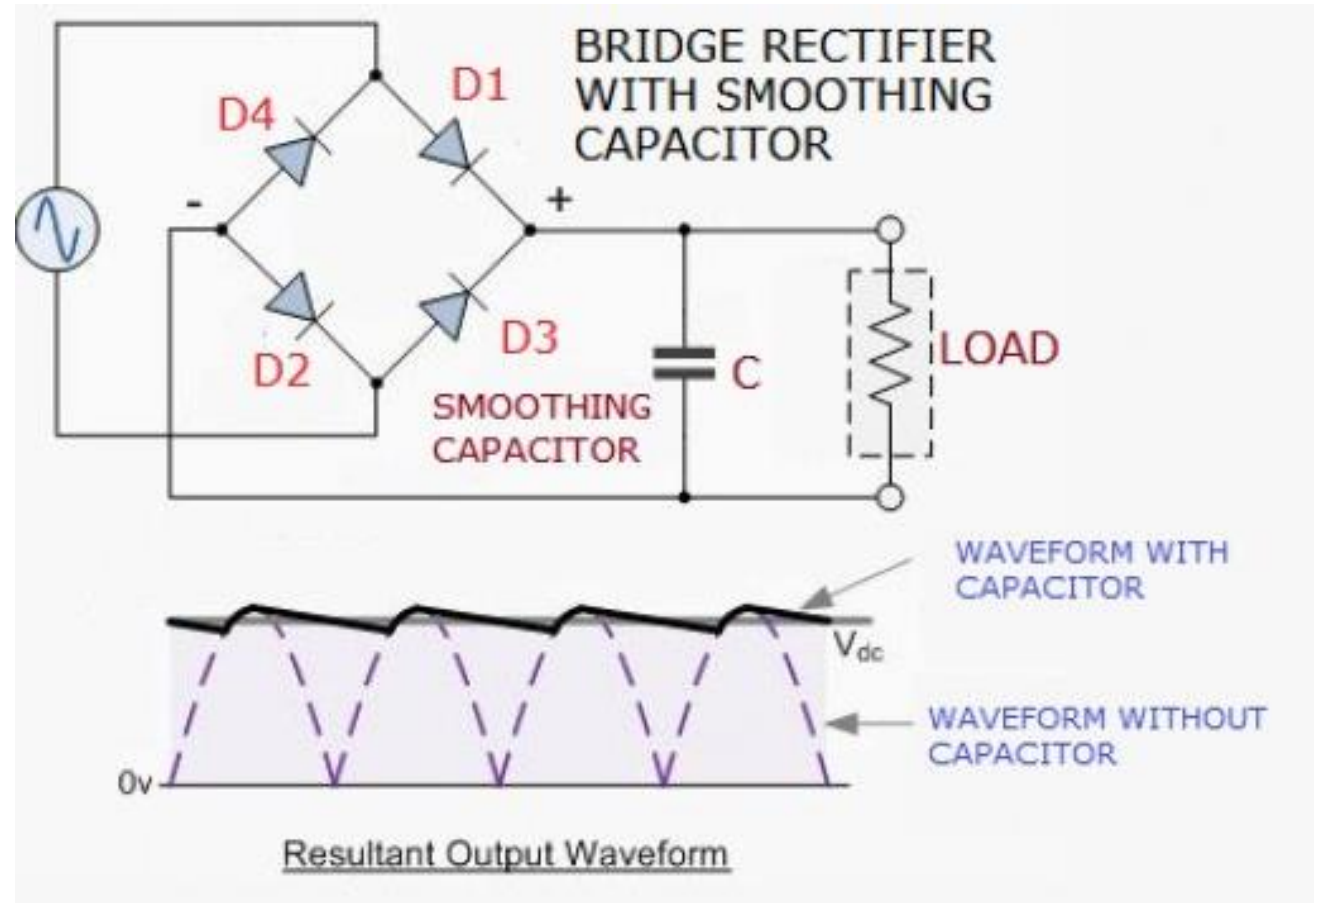 BRIDGE RECTIFIER
WITH SMOOTHING
CAPACITOR
D1
D4
-
+
D2
D3
SMOOTHING
CAPACITOR
C
LOAD
WAVEFORM WITH
CAPACITOR
Vdc
WAVEFORM WITHOUT
CAPACITOR
0v
Resultant Output Waveform